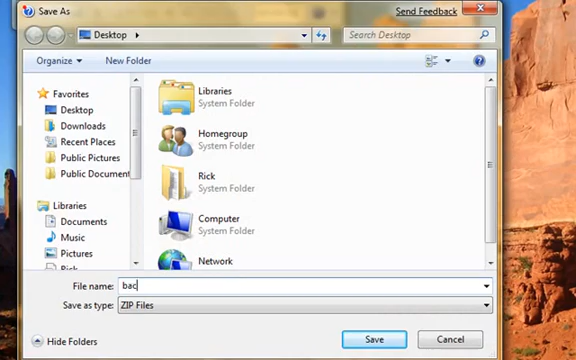 Save As
Send Feedback
Desktop
Search Desktop
Organize
New Folder
Favorites
Desktop
Downloads
Recent Places
Public Pictures
Public Document
Libraries
Documents
Music
Pictures
Libraries
System Folder
Homegroup
System Folder
Rick
System Folder
Computer
System Folder
Network
File name: bac
Save as type: ZIP Files
Hide Folders
Save
Cancel